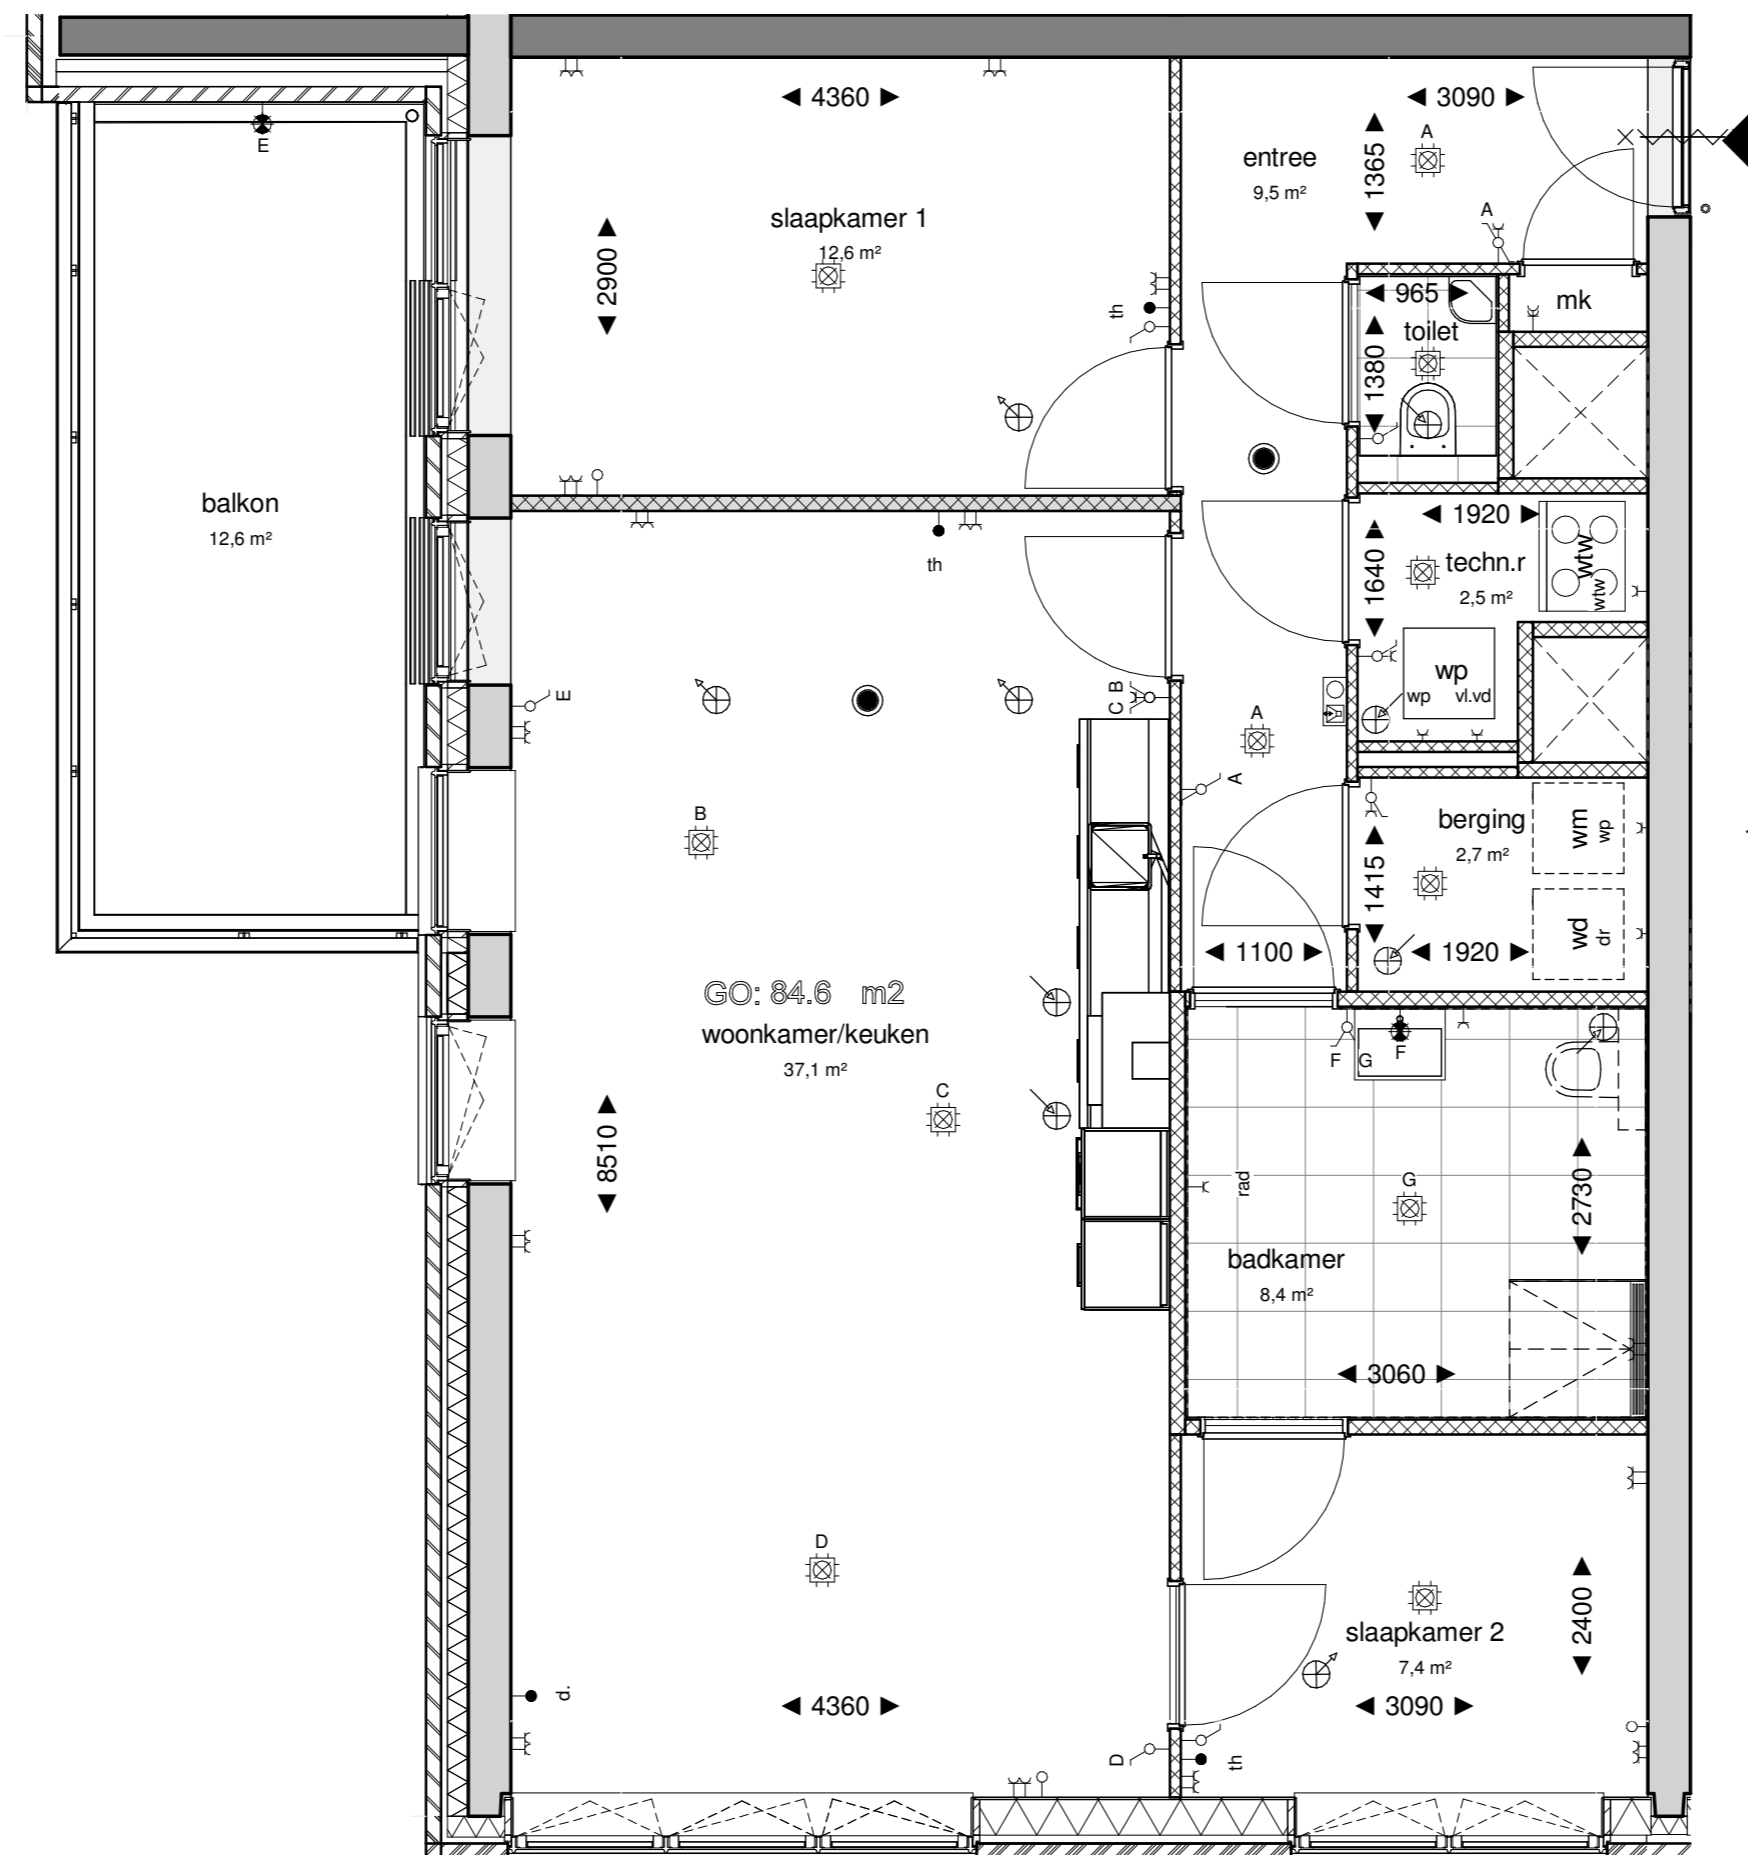 4360
3090
A
1365
entree
9,5 m²
E
slaapkamer 1
12,6 m²
2900
A
th
965
mk
toilet
1380
balkon
12,6 m²
th
1920
1640
techn.r
2,5 m²
wtw
wtw
wp
wp
vl.vd
E
C B
A
A
B
berging
2,7 m²
wm
wp
1415
1100
1920
wd
dr
GO: 84.6 m2
woonkamer/keuken
37,1 m²
F
G
F
C
8510
rad
G
2730
badkamer
8,4 m²
3060
D
2400
slaapkamer 2
7,4 m²
d.
4360
3090
D
th